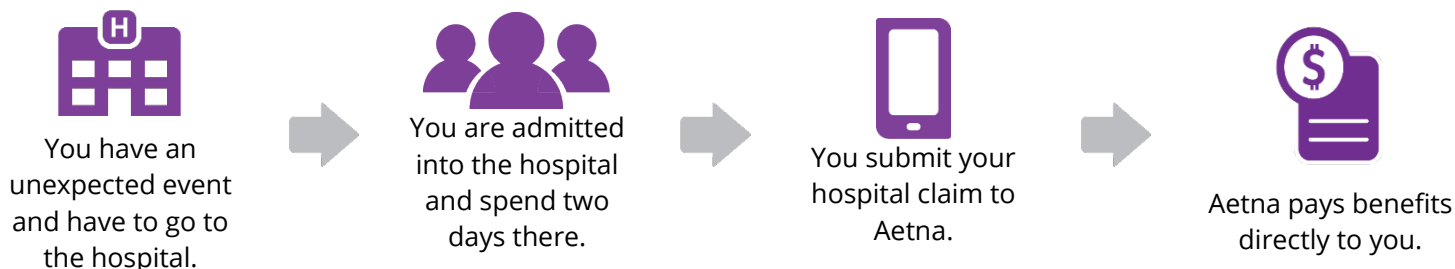 H
You have an
unexpected event
and have to go to
the hospital.
You are admitted
into the hospital
and spend two
days there.
You submit your
hospital claim to
Aetna.
$
Aetna pays benefits
directly to you.